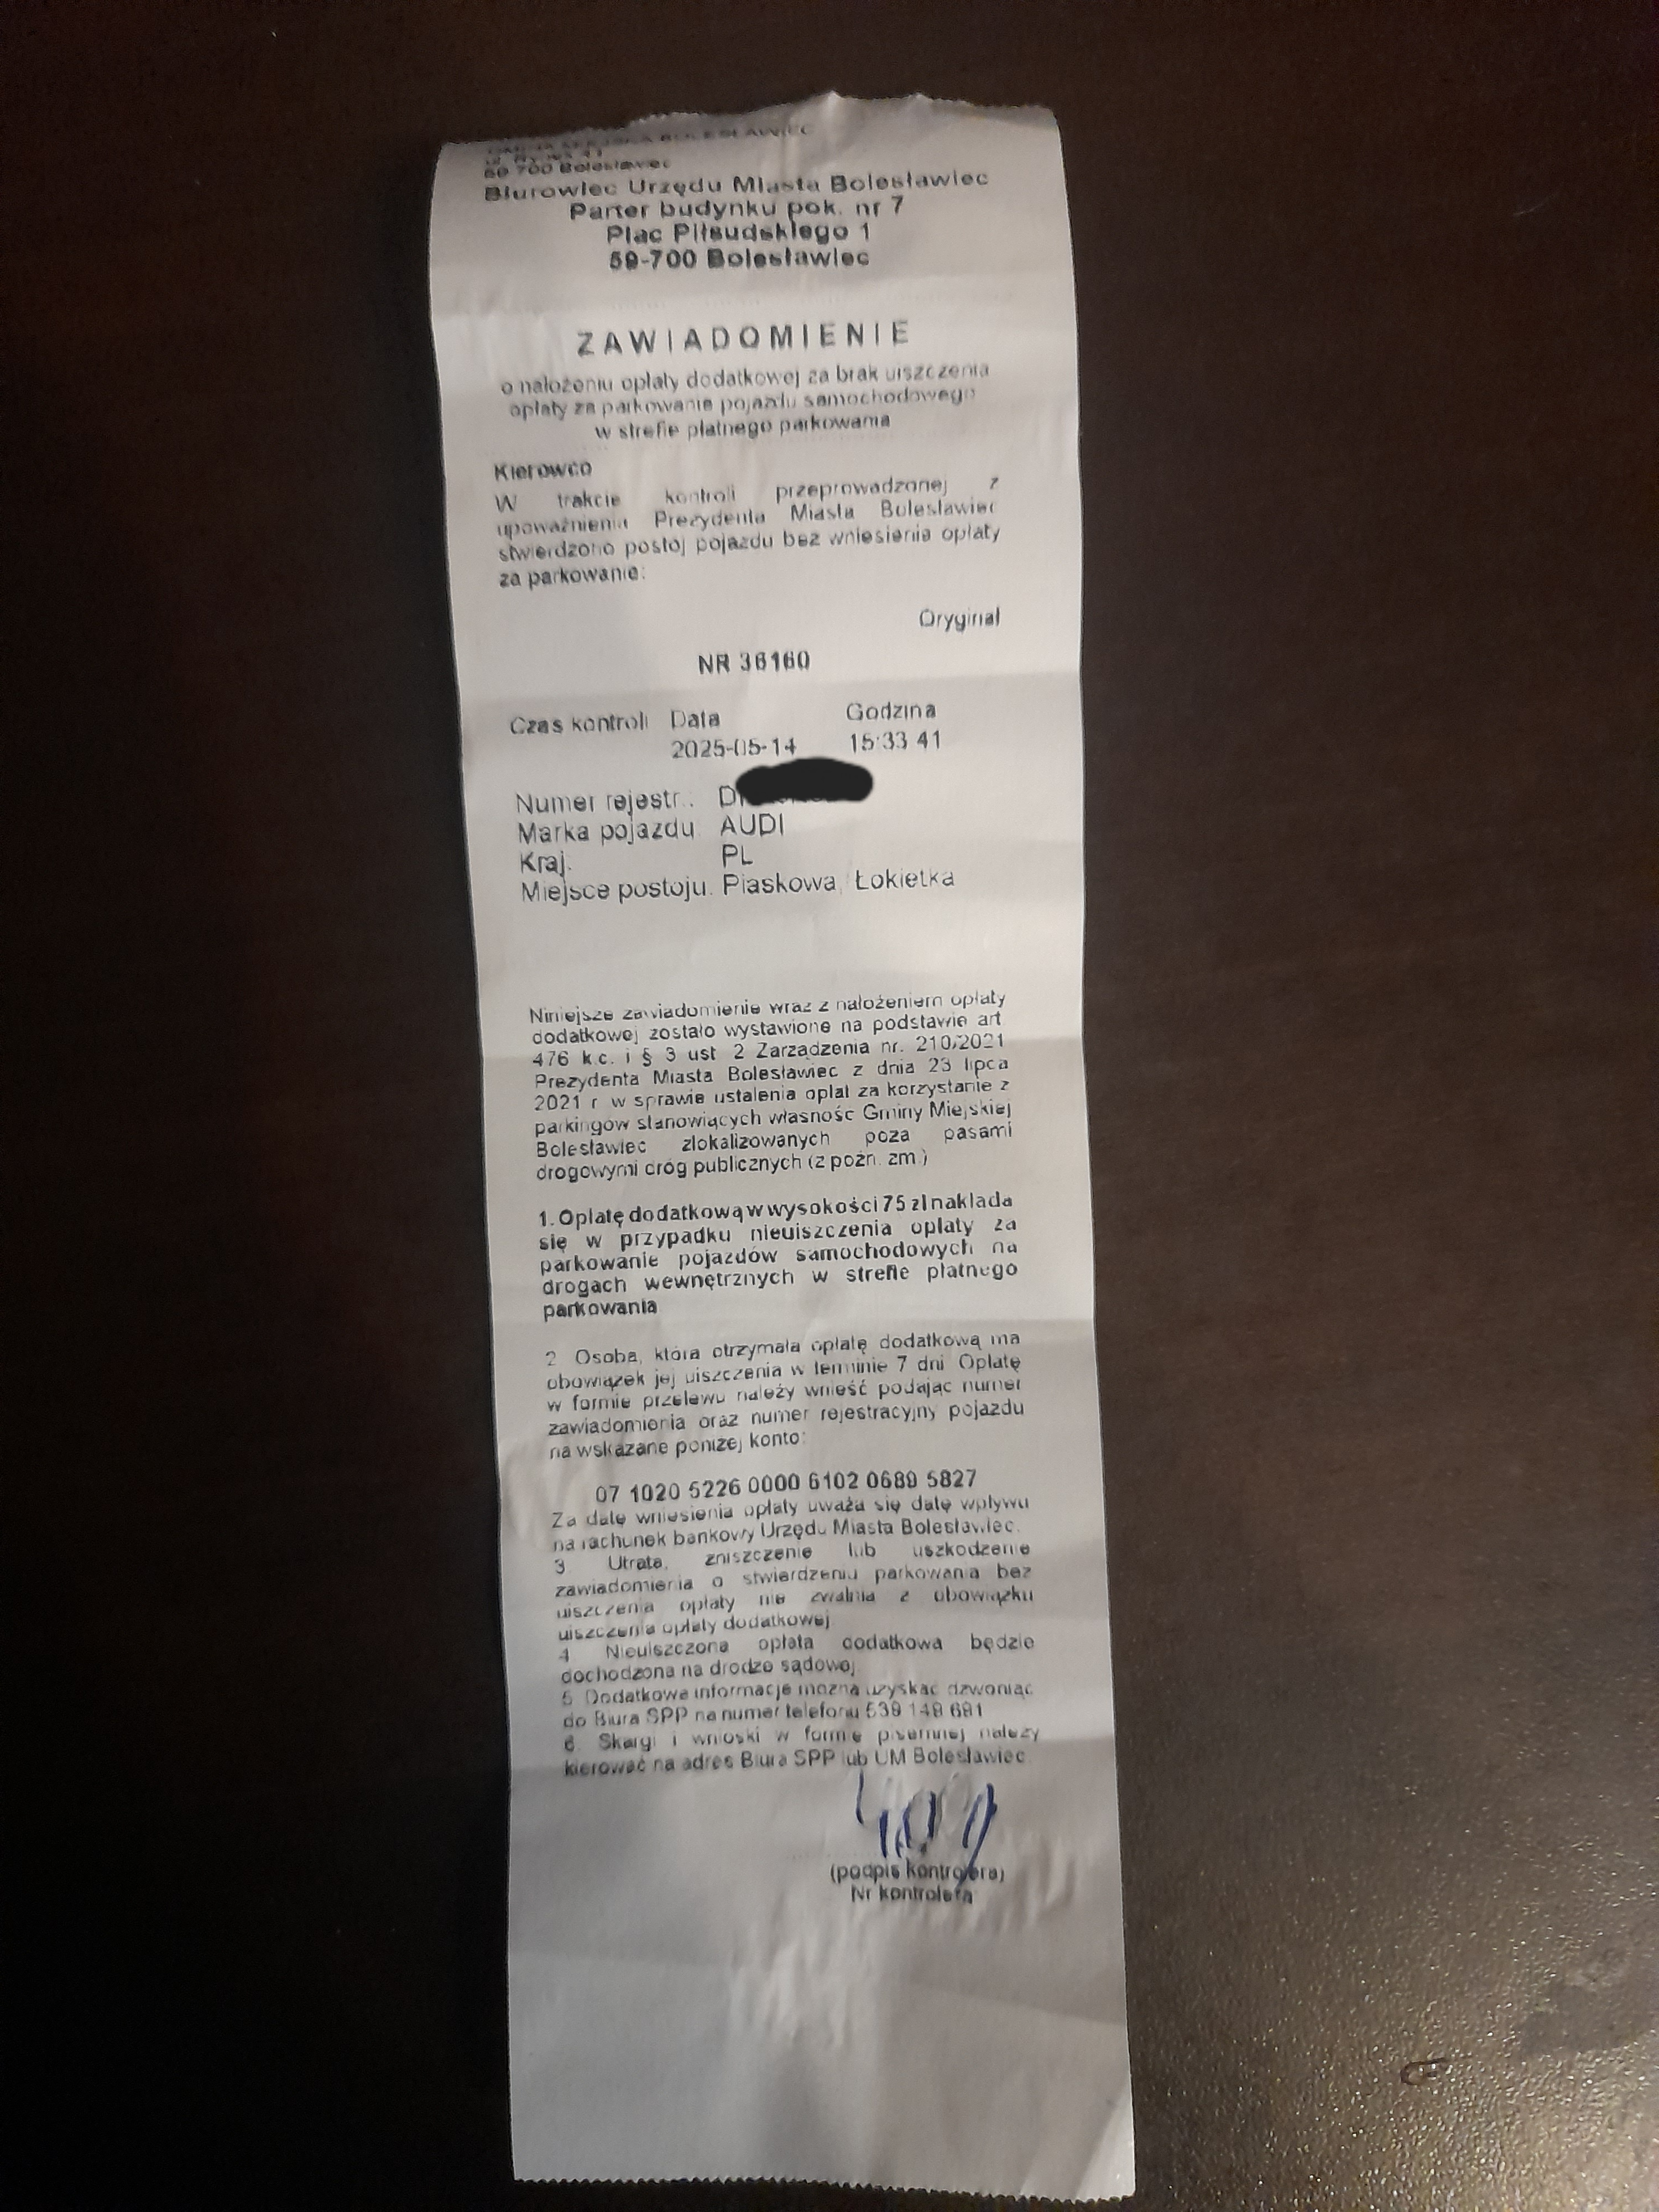 GMINA MIEJSKA BOLESŁAWIEC
59-700 Bolesławiec
Biurowiec Urzędu Miasta Bolesławiec
Parter budynku pok. nr 7
Plac Piłsudskiego 1
59-700 Bolesławiec
ZAWIADOMIENIE
o nałożeniu opłaty dodatkowej za brak uiszczenia
opłaty za parkowanie pojazdu samochodowego
w strefie płatnego parkowania
Kierowco
W trakcie kontroli przeprowadzonej z
upoważnienia Prezydenta Miasta Bolesławiec
stwierdzono postój pojazdu bez wniesienia opłaty
za parkowanie:
Oryginał
NR 36160
Czas kontroli Data Godzina
2025-05-14 15:33 41
Numer rejestr.: D
Marka pojazdu: AUDI
Kraj: PL
Miejsce postoju: Piaskowa, Łokietka
Niniejsze zawiadomienie wraz z nałożeniem opłaty
dodatkowej zostało wystawione na podstawie art.
476 k.c. i § 3 ust 2 Zarządzenia nr. 210/2021
Prezydenta Miasta Bolesławiec z dnia 23 lipca
2021 r w sprawie ustalenia opłat za korzystanie z
parkingów stanowiących własność Gminy Miejskiej
Bolesławiec zlokalizowanych poza pasami
drogowymi dróg publicznych (z poźn. zm.)
1. Opłatę dodatkową w wysokości 75 zł nakłada
się w przypadku nieuiszczenia opłaty za
parkowanie pojazdów samochodowych na
drogach wewnętrznych w strefie płatnego
parkowania
2. Osoba, która otrzymała opłatę dodatkową ma
obowiązek jej uiszczenia w terminie 7 dni. Opłatę
w formie przelewu należy wnieść podając numer
zawiadomienia oraz numer rejestracyjny pojazdu
na wskazane poniżej konto:
07 1020 5226 0000 6102 0689 5827
Za datę wniesienia opłaty uważa się datę wpływu
na rachunek bankowy Urzędu Miasta Bolesławiec.
3. Utrata, zniszczenie lub uszkodzenie
zawiadomienia o stwierdzeniu parkowania bez
uiszczenia opłaty nie zwalnia z obowiązku
uiszczenia opłaty dodatkowej.
4. Nieuiszczona opłata dodatkowa będzie
dochodzona na drodze sądowej
5. Dodatkowe informacje można uzyskać dzwoniąc
do Biura SPP na numer telefonu 539 149 691
6. Skargi i wnioski w formie pisemnej należy
kierować na adres Biura SPP lub UM Bolesławiec.
(podpis kontrolera)
Nr kontrolera